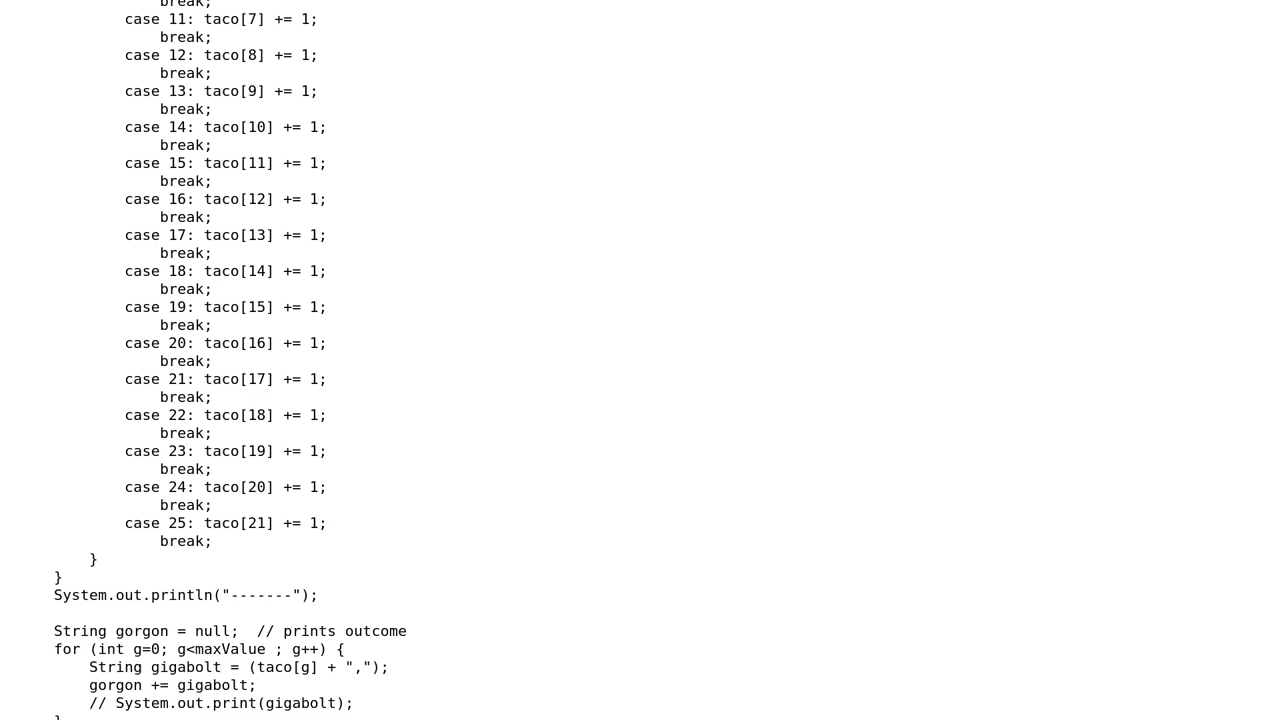 break;
case 11: taco[7] += 1;
break;
case 12: taco[8] += 1;
break;
case 13: taco[9] += 1;
break;
case 14: taco[10] += 1;
break;
case 15: taco[11] += 1;
break;
case 16: taco[12] += 1;
break;
case 17: taco[13] += 1;
break;
case 18: taco[14] += 1;
break;
case 19: taco[15] += 1;
break;
case 20: taco[16] += 1;
break;
case 21: taco[17] += 1;
break;
case 22: taco[18] += 1;
break;
case 23: taco[19] += 1;
break;
case 24: taco[20] += 1;
break;
case 25: taco[21] += 1;
break;
}
}
System.out.println("-------");
String gorgon = null;  // prints outcome
for (int g=0; g<maxValue ; g++) {
String gigabolt = (taco[g] + ",");
gorgon += gigabolt;
// System.out.print(gigabolt);
}